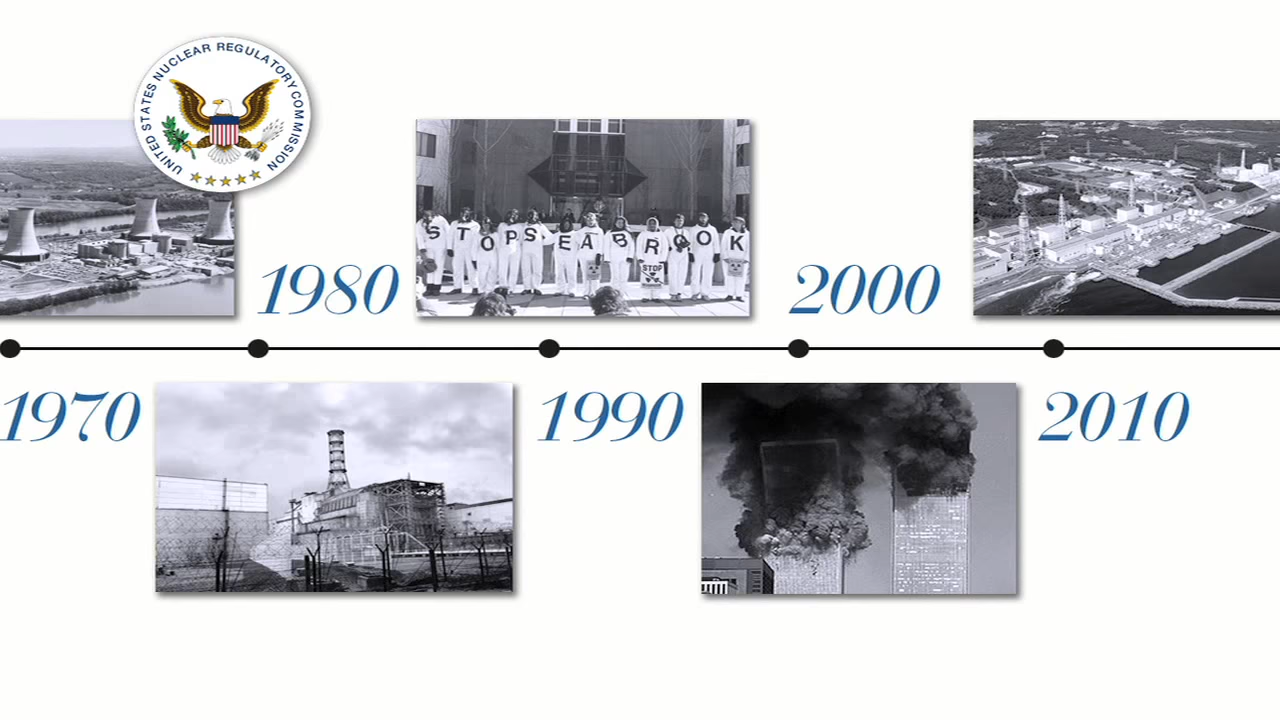 UNITED STATES NUCLEAR REGULATORY COMMISSION
STOP SEABROOK
STOP
1980
2000
1970
1990
2010